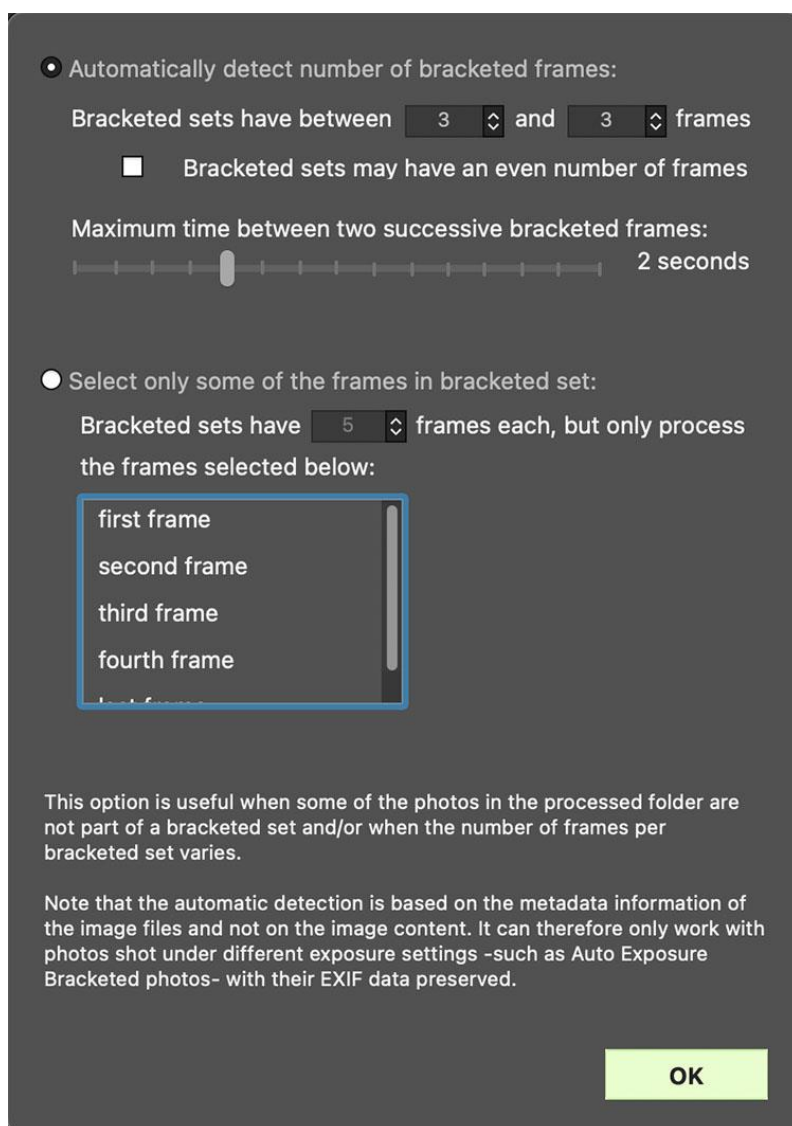 Automatically detect number of bracketed frames:
Bracketed sets have between 3 and 3 frames
Bracketed sets may have an even number of frames
Maximum time between two successive bracketed frames:
2 seconds
Select only some of the frames in bracketed set:
Bracketed sets have 5 frames each, but only process
the frames selected below:
first frame
second frame
third frame
fourth frame
This option is useful when some of the photos in the processed folder are
not part of a bracketed set and/or when the number of frames per
bracketed set varies.
Note that the automatic detection is based on the metadata information of
the image files and not on the image content. It can therefore only work with
photos shot under different exposure settings -such as Auto Exposure
Bracketed photos- with their EXIF data preserved.
OK